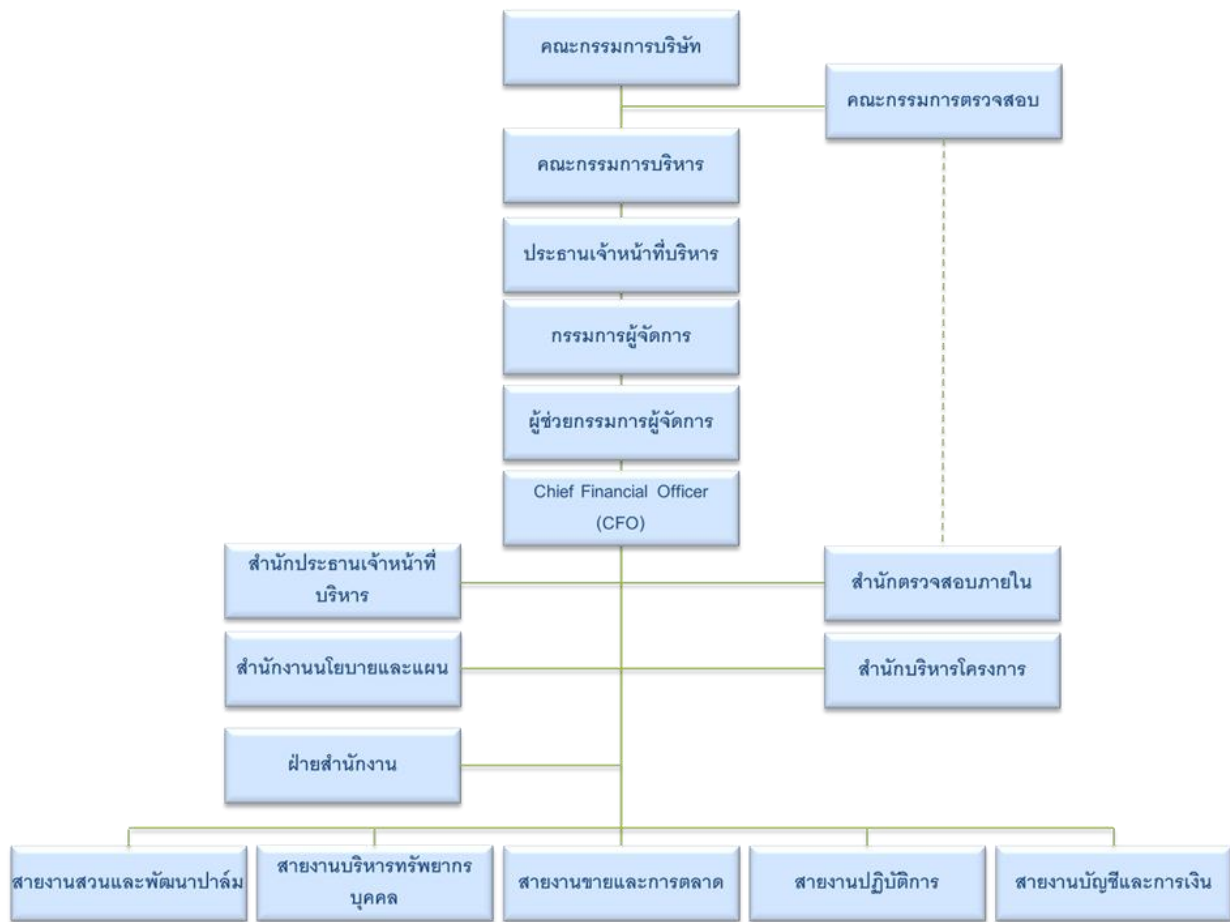 คณะกรรมการบริษัท
คณะกรรมการตรวจสอบ
คณะกรรมการบริหาร
ประธานเจ้าหน้าที่บริหาร
กรรมการผู้จัดการ
ผู้ช่วยกรรมการผู้จัดการ
Chief Financial Officer
(CFO)
สำนักประธานเจ้าหน้าที่
บริหาร
สำนักตรวจสอบภายใน
สำนักงานนโยบายและแผน
สำนักบริหารโครงการ
ฝ่ายสำนักงาน
สายงานสวนและพัฒนาปาล์ม
สายงานบริหารทรัพยากร
บุคคล
สายงานขายและการตลาด
สายงานปฏิบัติการ
สายงานบัญชีและการเงิน